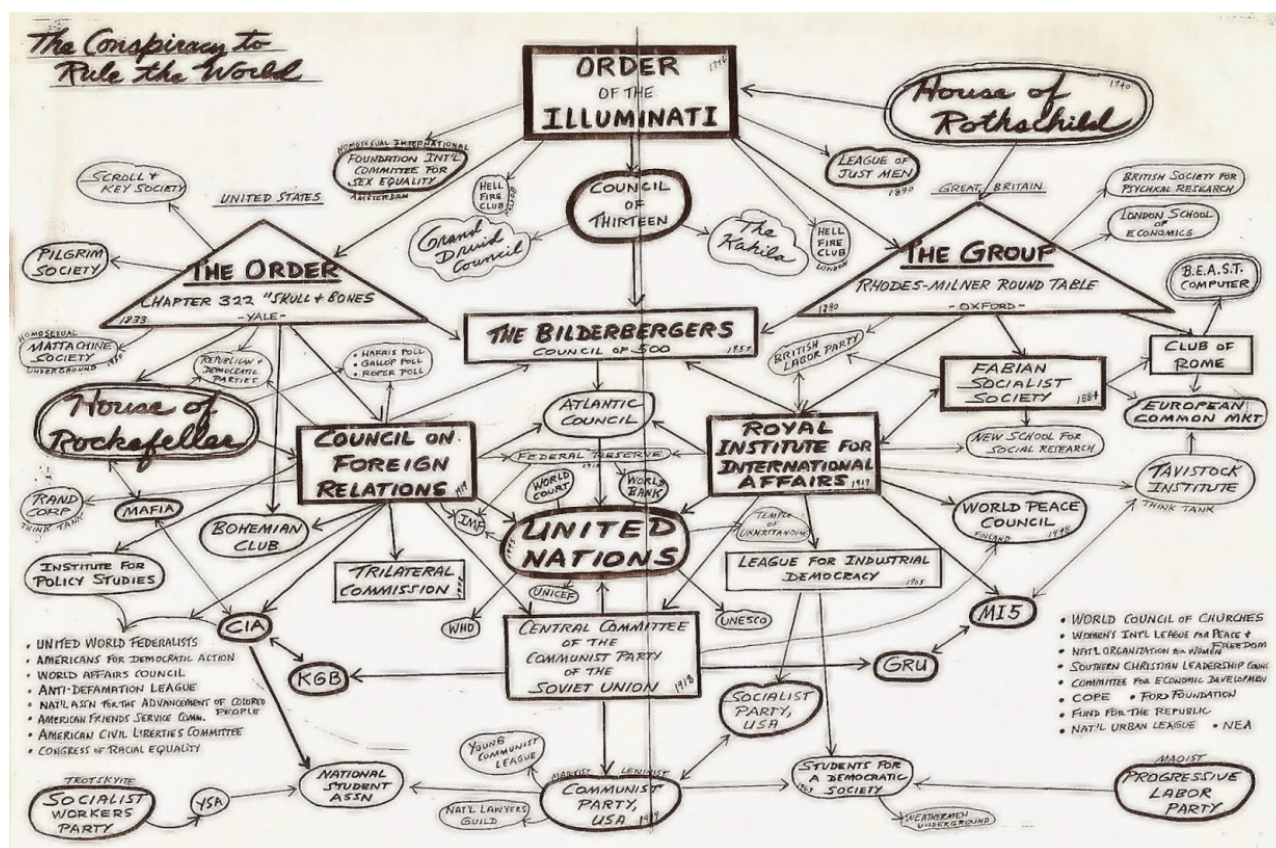 The Conspiracy to
Rule the World
ORDER
OF THE
ILLUMINATI
1776
House of
Rothschild
1740
HOMOSEXUAL INTERNATIONAL
FOUNDATION INT'L
COMMITTEE FOR
SEX EQUALITY
AMSTERDAM
HELL
FIRE
CLUB
BOSTON
COUNCIL
OF
THIRTEEN
LEAGUE OF
JUST MEN
1840
SCROLL &
KEY SOCIETY
UNITED STATES
GREAT BRITAIN
BRITISH SOCIETY FOR
PSYCHICAL RESEARCH
Grand
Druid
Council
The
Kahila
HELL
FIRE
CLUB
LONDON
LONDON SCHOOL
OF
ECONOMICS
PILGRIM
SOCIETY
THE ORDER
CHAPTER 322 "SKULL & BONES
-YALE-
1833
THE GROUP
RHODES-MILNER ROUND TABLE
-OXFORD-
B.E.A.S.T.
COMPUTER
HOMOSEXUAL
MATTACHINE
SOCIETY
UNDERGROUND
THE BILDERBERGERS
COUNCIL OF 500
CLUB OF
ROME
REPUBLICAN &
DEMOCRATIC
PARTIES
• HARRIS POLL
• GALLOP POLL
• ROPER POLL
BRITISH
LABOR PARTY
FABIAN
SOCIALIST
SOCIETY
1884
House of
Rockafeller
ATLANTIC
COUNCIL
EUROPEAN
COMMON MKT
COUNCIL ON
FOREIGN
RELATIONS
FEDERAL RESERVE
ROYAL
INSTITUTE FOR
INTERNATIONAL
AFFAIRS
1919
NEW SCHOOL FOR
SOCIAL RESEARCH
RAND
CORP
THINK TANK
MAFIA
BOHEMIAN
CLUB
IMF
WORLD
COURT
WORLD
BANK
UNITED
NATIONS
1945
TEMPLE
OF
UNDERSTANDING
WORLD PEACE
COUNCIL
FINLAND
TAVISTOCK
INSTITUTE
THINK TANK
INSTITUTE FOR
POLICY STUDIES
TRILATERAL
COMMISSION
UNICEF
LEAGUE FOR INDUSTRIAL
DEMOCRACY
1905
CIA
WHO
CENTRAL COMMITTEE
OF THE
COMMUNIST PARTY
OF THE
SOVIET UNION
1918
UNESCO
MI5
KGB
GRU
• UNITED WORLD FEDERALISTS
• AMERICANS FOR DEMOCRATIC ACTION
• WORLD AFFAIRS COUNCIL
• ANTI-DEFAMATION LEAGUE
• NAT'L ASS'N FOR THE ADVANCEMENT OF COLORED
PEOPLE
• AMERICAN FRIENDS SERVICE COMM.
• AMERICAN CIVIL LIBERTIES COMMITTEE
• CONGRESS OF RACIAL EQUALITY
• WORLD COUNCIL OF CHURCHES
• WOMEN'S INT'L LEAGUE FOR PEACE &
FREEDOM
• NAT'L ORGANIZATION FOR WOMEN
• SOUTHERN CHRISTIAN LEADERSHIP COUNC
• COMMITTEE FOR ECONOMIC DEVELOPMEN
• COPE • FORD FOUNDATION
• FUND FOR THE REPUBLIC
• NAT'L URBAN LEAGUE • NEA
SOCIALIST
PARTY,
USA
YOUNG
COMMUNIST
LEAGUE
NATIONAL
STUDENT
ASSN
MARXIST LENINIST
COMMUNIST
PARTY,
USA 1919
STUDENTS FOR
A DEMOCRATIC
SOCIETY
MAOIST
PROGRESSIVE
LABOR
PARTY
TROTSKYITE
SOCIALIST
WORKERS
PARTY
YSA
NAT'L LAWYERS
GUILD
WEATHERMEN
UNDERGROUND